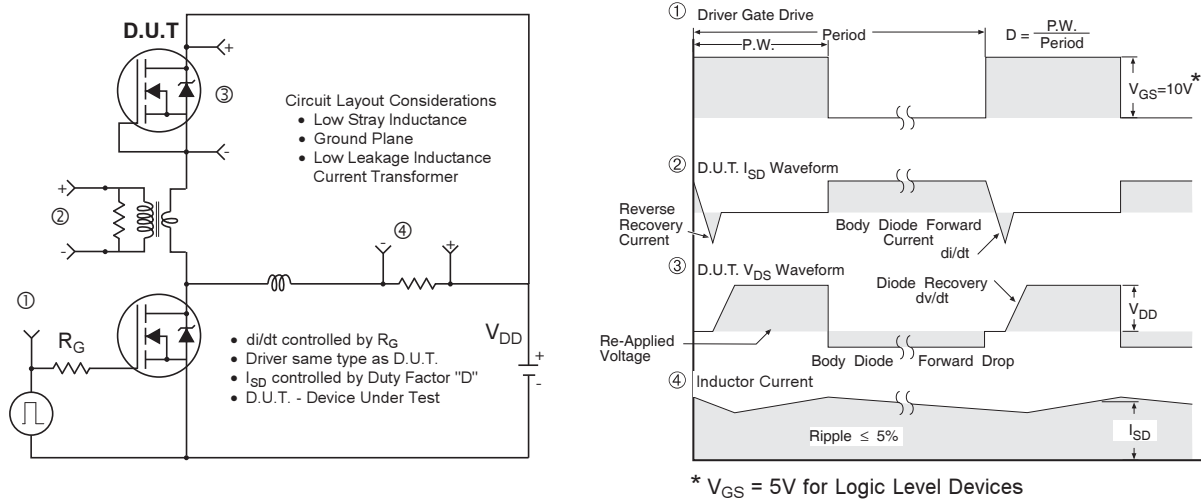 D.U.T
+
③
-
Circuit Layout Considerations
• Low Stray Inductance
• Ground Plane
• Low Leakage Inductance
Current Transformer
+
②
-
④
-
+
①
R_G
• di/dt controlled by R_G
• Driver same type as D.U.T.
• I_SD controlled by Duty Factor "D"
• D.U.T. - Device Under Test
V_DD
+
-
① Driver Gate Drive
P.W.
Period
D = P.W. / Period
V_GS=10V *
② D.U.T. I_SD Waveform
Reverse
Recovery
Current
Body Diode Forward
Current
di/dt
③ D.U.T. V_DS Waveform
Diode Recovery
dv/dt
V_DD
Re-Applied
Voltage
Body Diode Forward Drop
④ Inductor Current
Ripple ≤ 5%
I_SD
* V_GS = 5V for Logic Level Devices